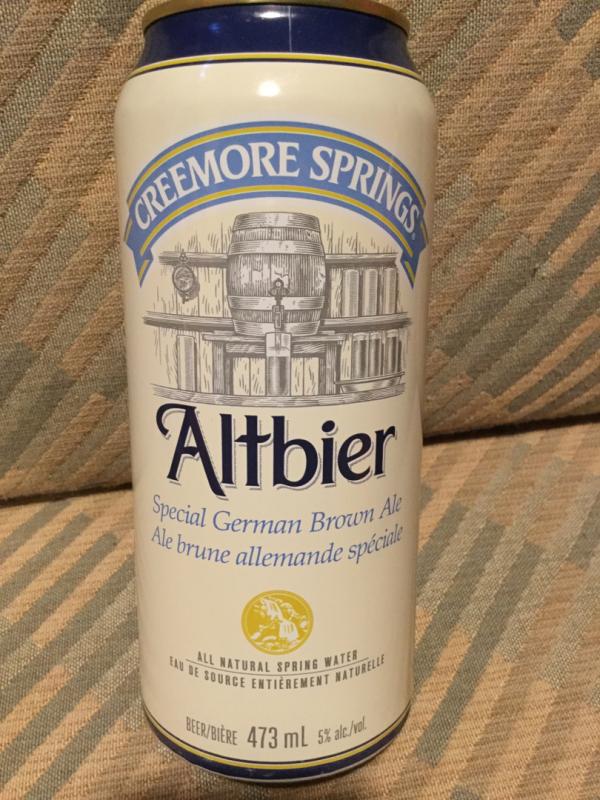 CREEMORE SPRINGS
Altbier
Special German Brown Ale
Ale brune allemande spéciale
ALL NATURAL SPRING WATER
EAU DE SOURCE ENTIÈREMENT NATURELLE
BEER/BIÈRE 473 mL 5% alc./vol.